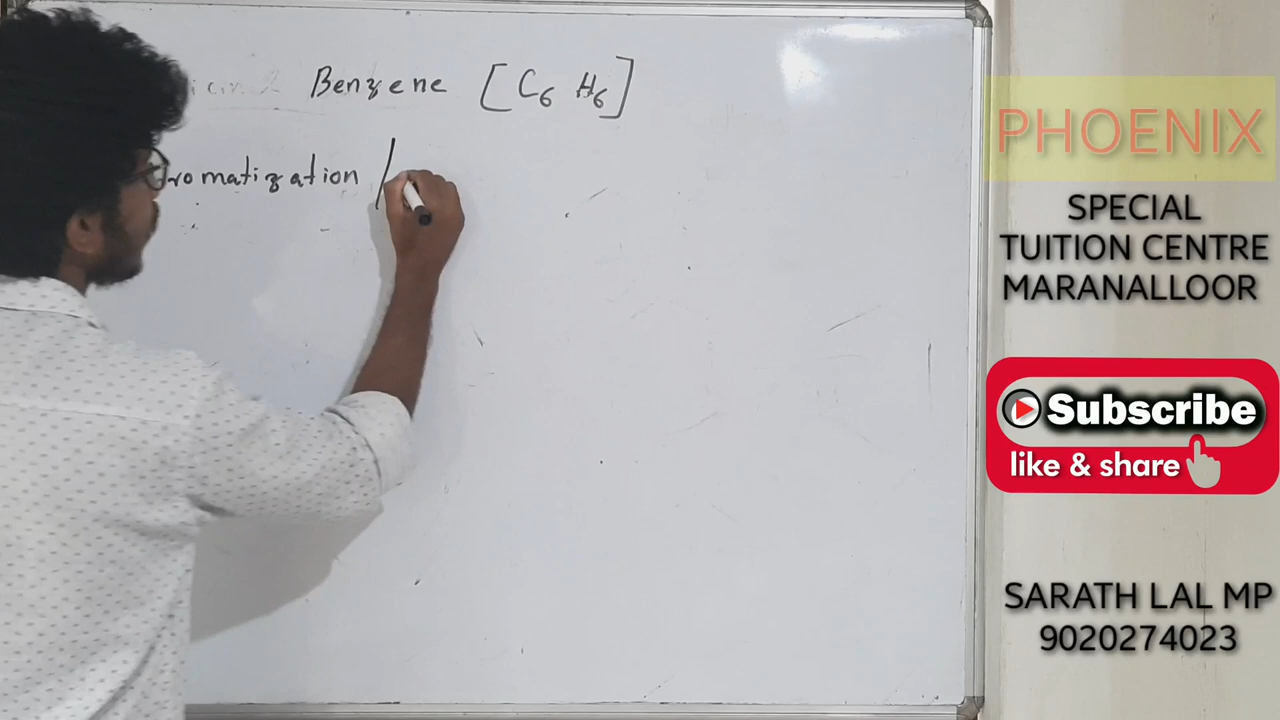 Benzene [C6 H6]
romatization /
PHOENIX
SPECIAL
TUITION CENTRE
MARANALLOOR
Subscribe
like & share
SARATH LAL MP
9020274023